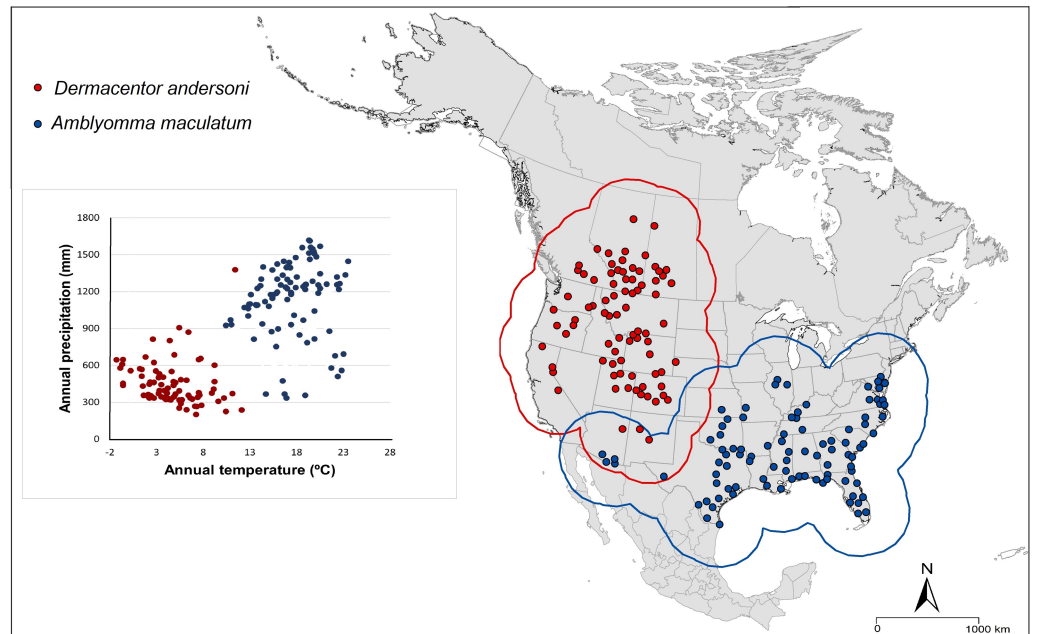 Dermacentor andersoni
Amblyomma maculatum
1800
1500
1200
900
600
300
0
-2 3 8 13 18 23 28
Annual precipitation (mm)
Annual temperature (ºC)
N
0 1000 km